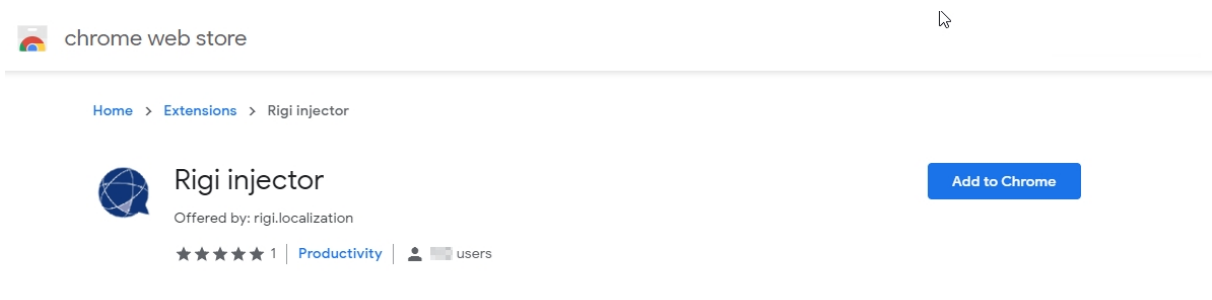 chrome web store
Home > Extensions > Rigi injector
Rigi injector
Add to Chrome
Offered by: rigi.localization
1 | Productivity | users